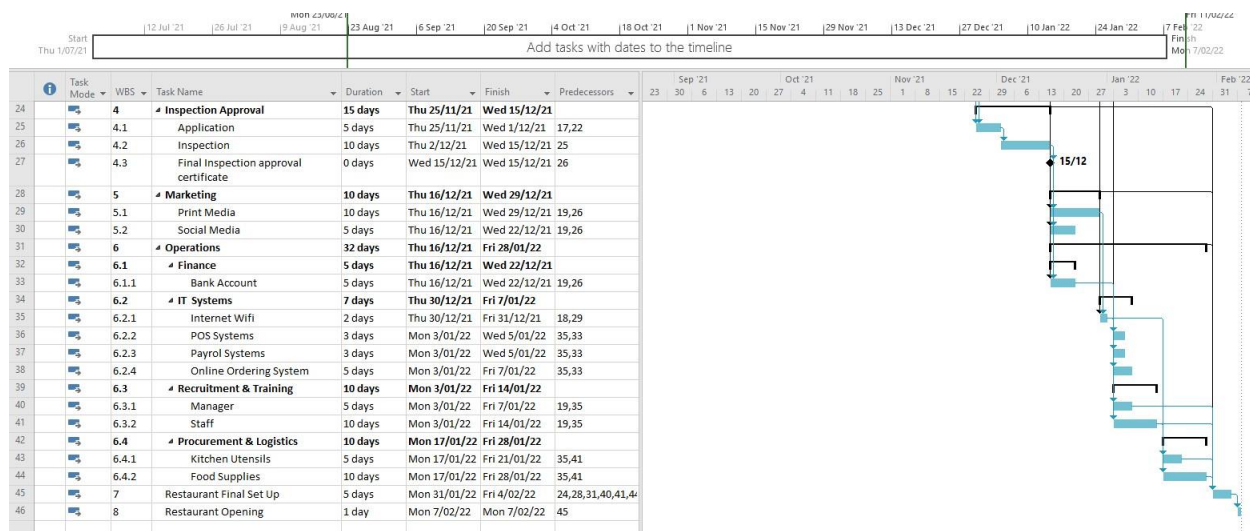 Mon 23/08/21 Fri 11/02/22
12 Jul '21 26 Jul '21 9 Aug '21 23 Aug '21 6 Sep '21 20 Sep '21 4 Oct '21 18 Oct '21 1 Nov '21 15 Nov '21 29 Nov '21 13 Dec '21 27 Dec '21 10 Jan '22 24 Jan '22 7 Feb '22
Start Finish
Thu 1/07/21 Add tasks with dates to the timeline Mon 7/02/22
Task Mode WBS Task Name Duration Start Finish Predecessors
Sep '21 Oct '21 Nov '21 Dec '21 Jan '22 Feb '22
23 30 6 13 20 27 4 11 18 25 1 8 15 22 29 6 13 20 27 3 10 17 24 31 7
24 4 Inspection Approval 15 days Thu 25/11/21 Wed 15/12/21
25 4.1 Application 5 days Thu 25/11/21 Wed 1/12/21 17,22
26 4.2 Inspection 10 days Thu 2/12/21 Wed 15/12/21 25
27 4.3 Final Inspection approval certificate 0 days Wed 15/12/21 Wed 15/12/21 26 15/12
28 5 Marketing 10 days Thu 16/12/21 Wed 29/12/21
29 5.1 Print Media 10 days Thu 16/12/21 Wed 29/12/21 19,26
30 5.2 Social Media 5 days Thu 16/12/21 Wed 22/12/21 19,26
31 6 Operations 32 days Thu 16/12/21 Fri 28/01/22
32 6.1 Finance 5 days Thu 16/12/21 Wed 22/12/21
33 6.1.1 Bank Account 5 days Thu 16/12/21 Wed 22/12/21 19,26
34 6.2 IT Systems 7 days Thu 30/12/21 Fri 7/01/22
35 6.2.1 Internet Wifi 2 days Thu 30/12/21 Fri 31/12/21 18,29
36 6.2.2 POS Systems 3 days Mon 3/01/22 Wed 5/01/22 35,33
37 6.2.3 Payrol Systems 3 days Mon 3/01/22 Wed 5/01/22 35,33
38 6.2.4 Online Ordering System 5 days Mon 3/01/22 Fri 7/01/22 35,33
39 6.3 Recruitment & Training 10 days Mon 3/01/22 Fri 14/01/22
40 6.3.1 Manager 5 days Mon 3/01/22 Fri 7/01/22 19,35
41 6.3.2 Staff 10 days Mon 3/01/22 Fri 14/01/22 19,35
42 6.4 Procurement & Logistics 10 days Mon 17/01/22 Fri 28/01/22
43 6.4.1 Kitchen Utensils 5 days Mon 17/01/22 Fri 21/01/22 35,41
44 6.4.2 Food Supplies 10 days Mon 17/01/22 Fri 28/01/22 35,41
45 7 Restaurant Final Set Up 5 days Mon 31/01/22 Fri 4/02/22 24,28,31,40,41,44
46 8 Restaurant Opening 1 day Mon 7/02/22 Mon 7/02/22 45